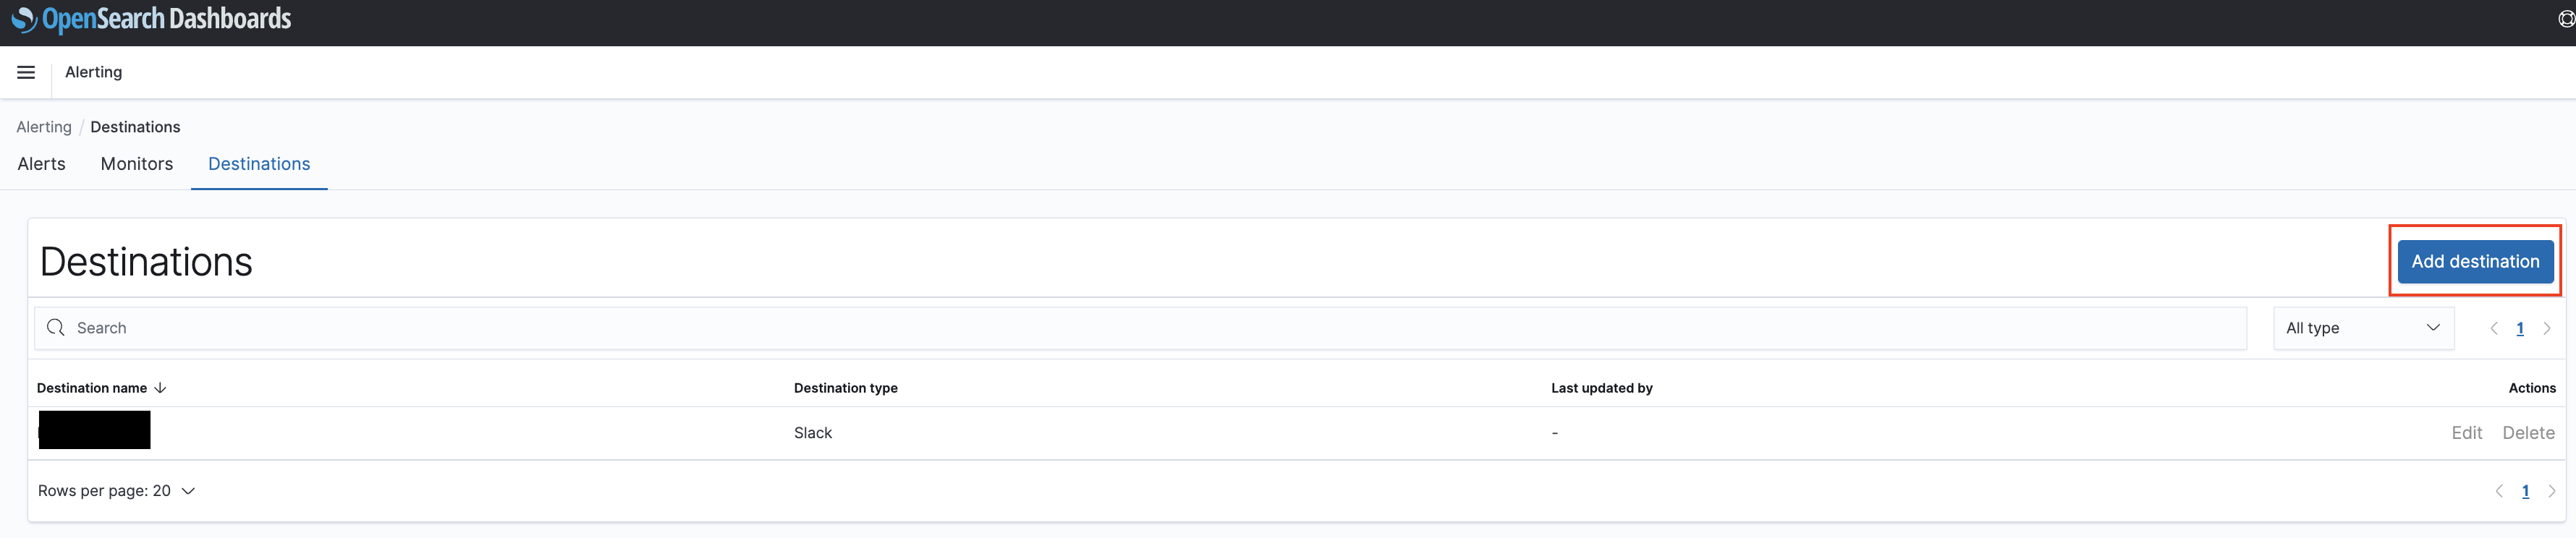 OpenSearch Dashboards
Alerting
Alerting / Destinations
Alerts Monitors Destinations
Destinations
Add destination
Search
All type
1
Destination name Destination type Last updated by Actions
Slack - Edit Delete
Rows per page: 20
1